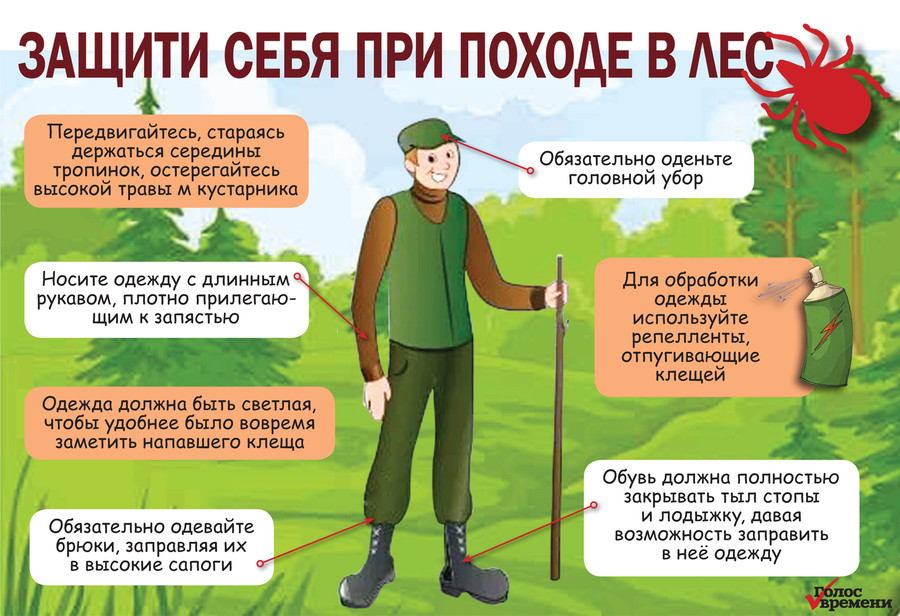 ЗАЩИТИ СЕБЯ ПРИ ПОХОДЕ В ЛЕС
Передвигайтесь, стараясь
держаться середины
тропинок, остерегайтесь
высокой травы м кустарника
Обязательно оденьте
головной убор
Носите одежду с длинным
рукавом, плотно прилегаю-
щим к запястью
Для обработки
одежды
используйте
репелленты,
отпугивающие
клещей
Одежда должна быть светлая,
чтобы удобнее было вовремя
заметить напавшего клеща
Обувь должна полностью
закрывать тыл стопы
и лодыжку, давая
возможность заправить
в неё одежду
Обязательно одевайте
брюки, заправляя их
в высокие сапоги
Голос
времени